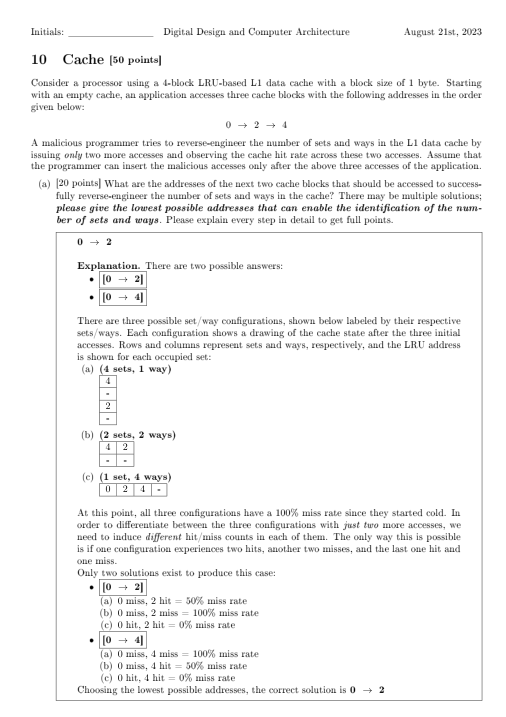 Initials: Digital Design and Computer Architecture August 21st, 2023
10 Cache [50 points]
Consider a processor using a 4-block LRU-based L1 data cache with a block size of 1 byte. Starting
with an empty cache, an application accesses three cache blocks with the following addresses in the order
given below:
0 → 2 → 4
A malicious programmer tries to reverse-engineer the number of sets and ways in the L1 data cache by
issuing only two more accesses and observing the cache hit rate across these two accesses. Assume that
the programmer can insert the malicious accesses only after the above three accesses of the application.
(a) [20 points] What are the addresses of the next two cache blocks that should be accessed to success-
fully reverse-engineer the number of sets and ways in the cache? There may be multiple solutions;
please give the lowest possible addresses that can enable the identification of the num-
ber of sets and ways. Please explain every step in detail to get full points.
0 → 2
Explanation. There are two possible answers:
• [0 → 2]
• [0 → 4]
There are three possible set/way configurations, shown below labeled by their respective
sets/ways. Each configuration shows a drawing of the cache state after the three initial
accesses. Rows and columns represent sets and ways, respectively, and the LRU address
is shown for each occupied set:
(a) (4 sets, 1 way)
4
-
2
-
(b) (2 sets, 2 ways)
4 2
- -
(c) (1 set, 4 ways)
0 2 4 -
At this point, all three configurations have a 100% miss rate since they started cold. In
order to differentiate between the three configurations with just two more accesses, we
need to induce different hit/miss counts in each of them. The only way this is possible
is if one configuration experiences two hits, another two misses, and the last one hit and
one miss.
Only two solutions exist to produce this case:
• [0 → 2]
(a) 0 miss, 2 hit = 50% miss rate
(b) 0 miss, 2 miss = 100% miss rate
(c) 0 hit, 2 hit = 0% miss rate
• [0 → 4]
(a) 0 miss, 4 miss = 100% miss rate
(b) 0 miss, 4 hit = 50% miss rate
(c) 0 hit, 4 hit = 0% miss rate
Choosing the lowest possible addresses, the correct solution is 0 → 2